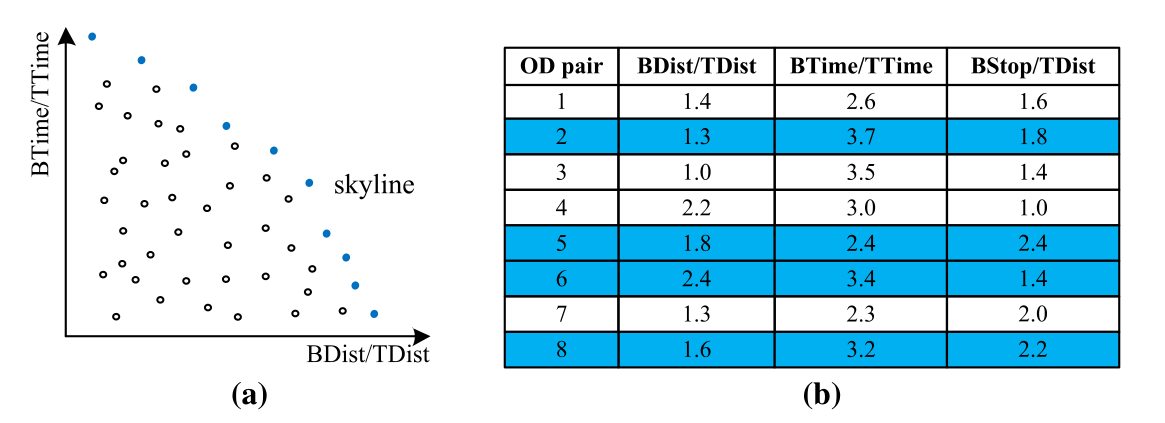 BTime/TTime
skyline
BDist/TDist
(a)
OD pair BDist/TDist BTime/TTime BStop/TDist
1 1.4 2.6 1.6
2 1.3 3.7 1.8
3 1.0 3.5 1.4
4 2.2 3.0 1.0
5 1.8 2.4 2.4
6 2.4 3.4 1.4
7 1.3 2.3 2.0
8 1.6 3.2 2.2
(b)